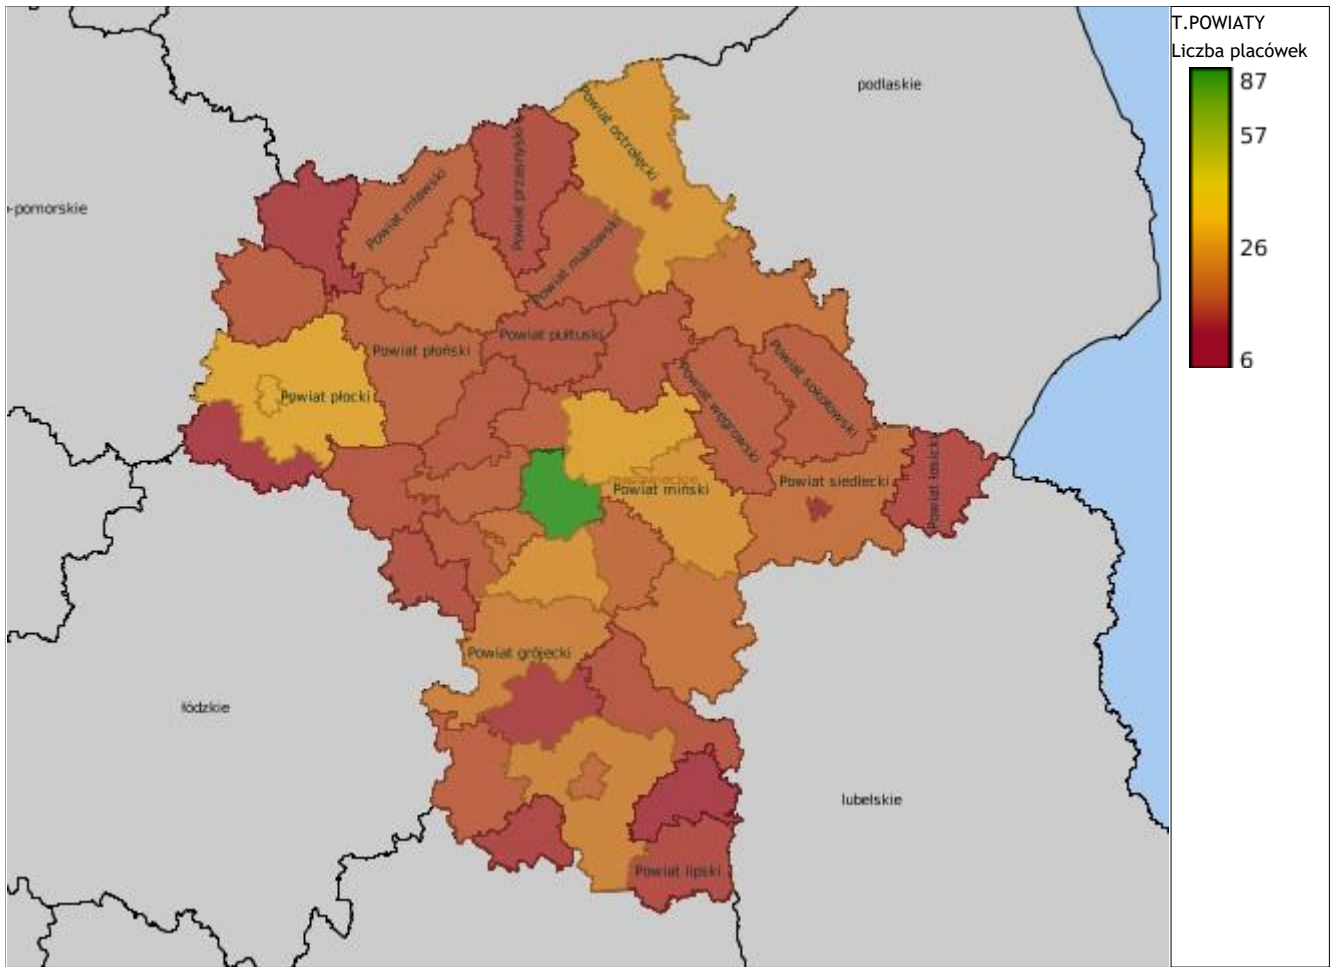 T.POWIATY
Liczba placówek
87
57
26
6
podlaskie
Powiat ostrołęcki
Powiat przasnyski
Powiat mławski
-pomorskie
Powiat makowski
Powiat pułtuski
Powiat płoński
Powiat sokołowski
Powiat węgrowski
Powiat płocki
Powiat siedlecki
Powiat miński
Powiat łosicki
Powiat grójecki
łódzkie
lubelskie
Powiat lipski